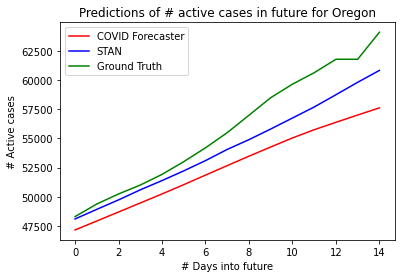 Predictions of # active cases in future for Oregon
COVID Forecaster
STAN
Ground Truth
# Active cases
62500
60000
57500
55000
52500
50000
47500
0 2 4 6 8 10 12 14
# Days into future